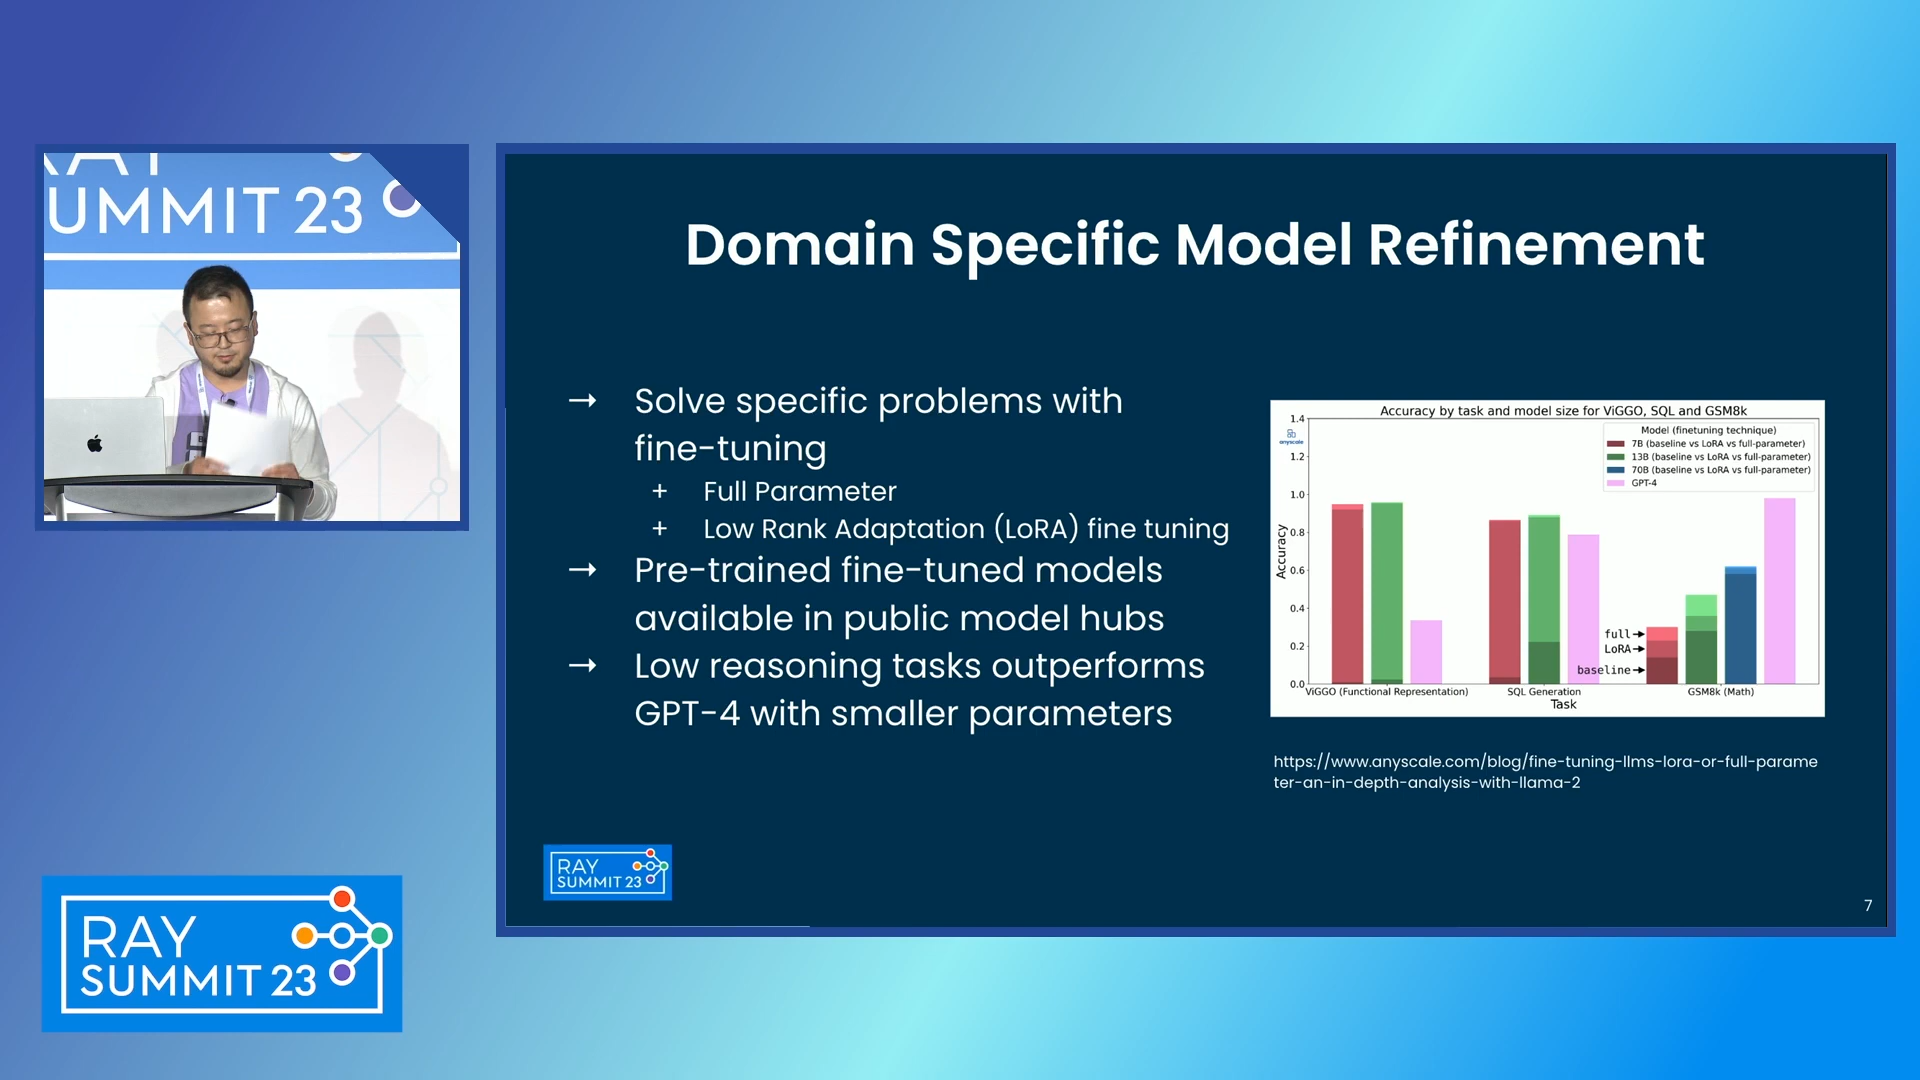 UMMIT 23
Domain Specific Model Refinement
→ Solve specific problems with
fine-tuning
+ Full Parameter
+ Low Rank Adaptation (LoRA) fine tuning
→ Pre-trained fine-tuned models
available in public model hubs
→ Low reasoning tasks outperforms
GPT-4 with smaller parameters
Accuracy by task and model size for ViGGO, SQL and GSM8k
anyscale
Model (finetuning technique)
7B (baseline vs LoRA vs full-parameter)
13B (baseline vs LoRA vs full-parameter)
70B (baseline vs LoRA vs full-parameter)
GPT-4
1.4
1.2
1.0
0.8
0.6
0.4
0.2
0.0
Accuracy
full
LoRA
baseline
ViGGO (Functional Representation)
SQL Generation
GSM8k (Math)
Task
https://www.anyscale.com/blog/fine-tuning-llms-lora-or-full-parame
ter-an-in-depth-analysis-with-llama-2
RAY
SUMMIT 23
7
RAY
SUMMIT 23